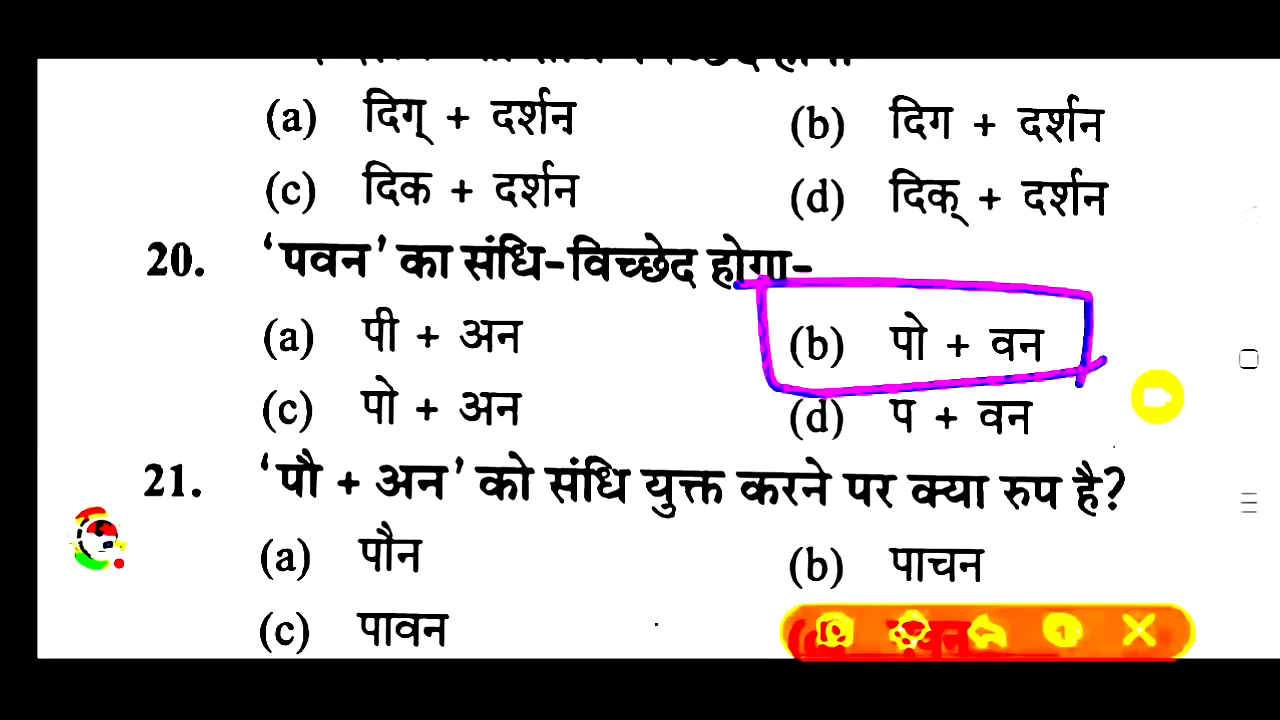 (a) दिग् + दर्शन (b) दिग + दर्शन
(c) दिक + दर्शन (d) दिक् + दर्शन
20. ‘पवन’ का संधि-विच्छेद होगा-
(a) पी + अन (b) पो + वन
(c) पो + अन (d) प + वन
21. ‘पौ + अन’ को संधि युक्त करने पर क्या रुप है?
(a) पौन (b) पाचन
(c) पावन